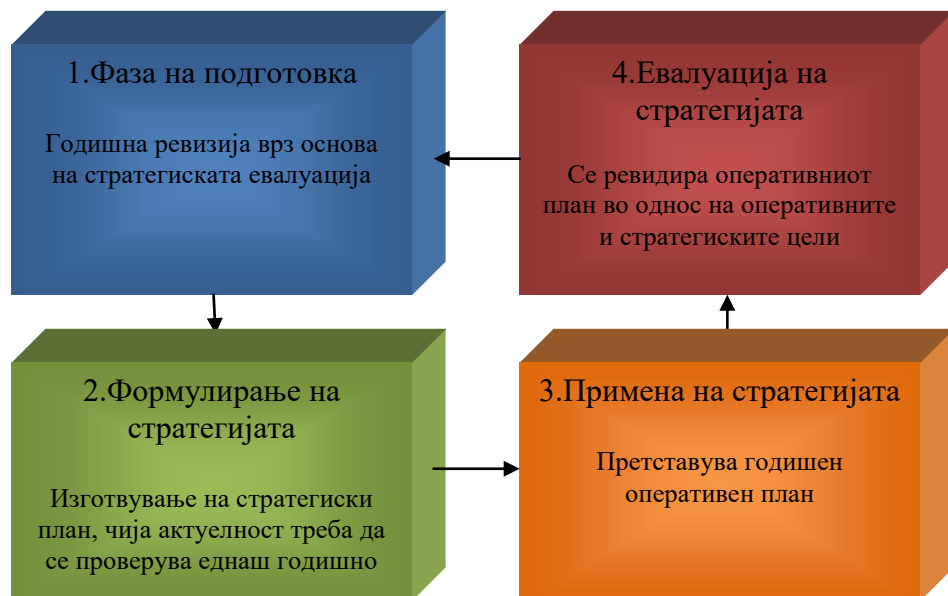 1.Фаза на подготовка
Годишна ревизија врз основа
на стратегиската евалуација
2.Формулирање на
стратегијата
Изготвување на стратегиски
план, чија актуелност треба да
се проверува еднаш годишно
3.Примена на стратегијата
Претставува годишен
оперативен план
4.Евалуација на
стратегијата
Се ревидира оперативниот
план во однос на оперативните
и стратегиските цели